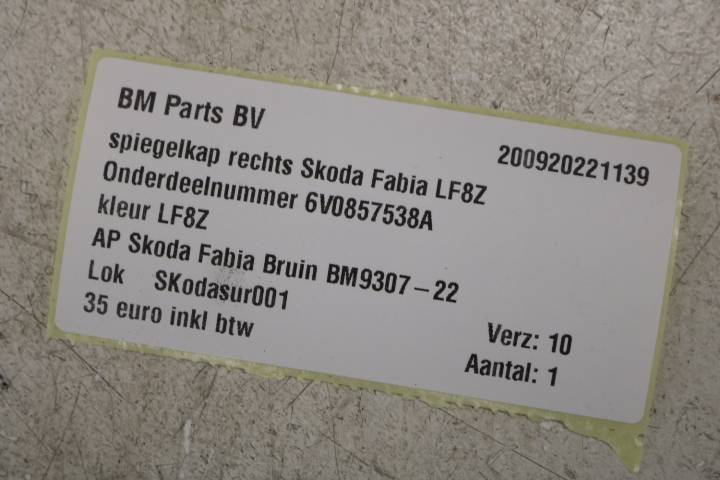 BM Parts BV
200920221139
spiegelkap rechts Skoda Fabia LF8Z
Onderdeelnummer 6V0857538A
kleur LF8Z
AP Skoda Fabia Bruin BM9307-22
Lok SKodasur001
35 euro inkl btw
Verz: 10
Aantal: 1